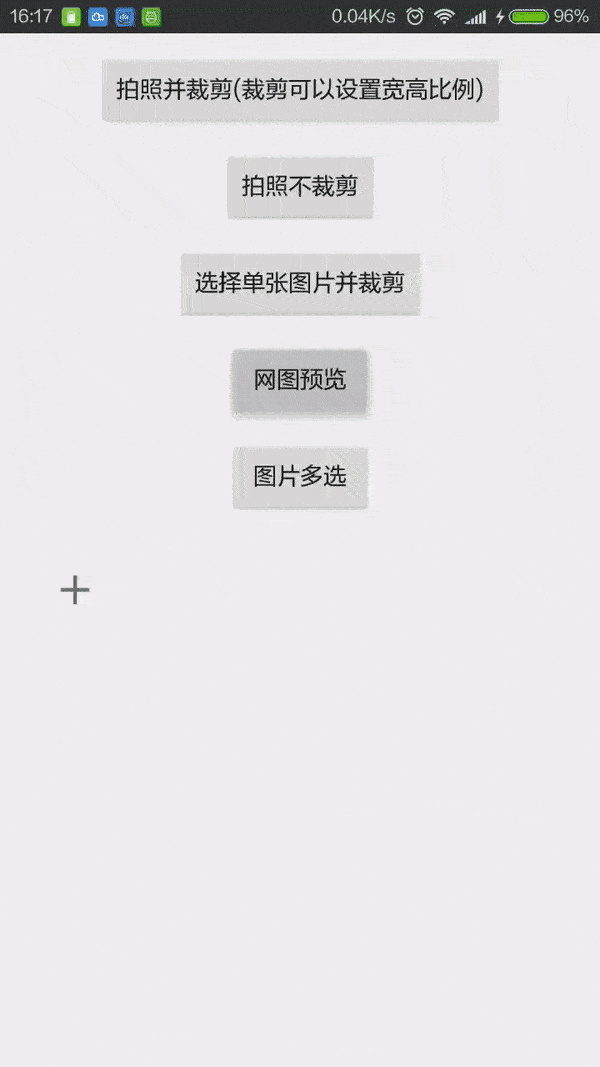 16:17 0.04K/s 96%
拍照并裁剪(裁剪可以设置宽高比例)
拍照不裁剪
选择单张图片并裁剪
网图预览
图片多选